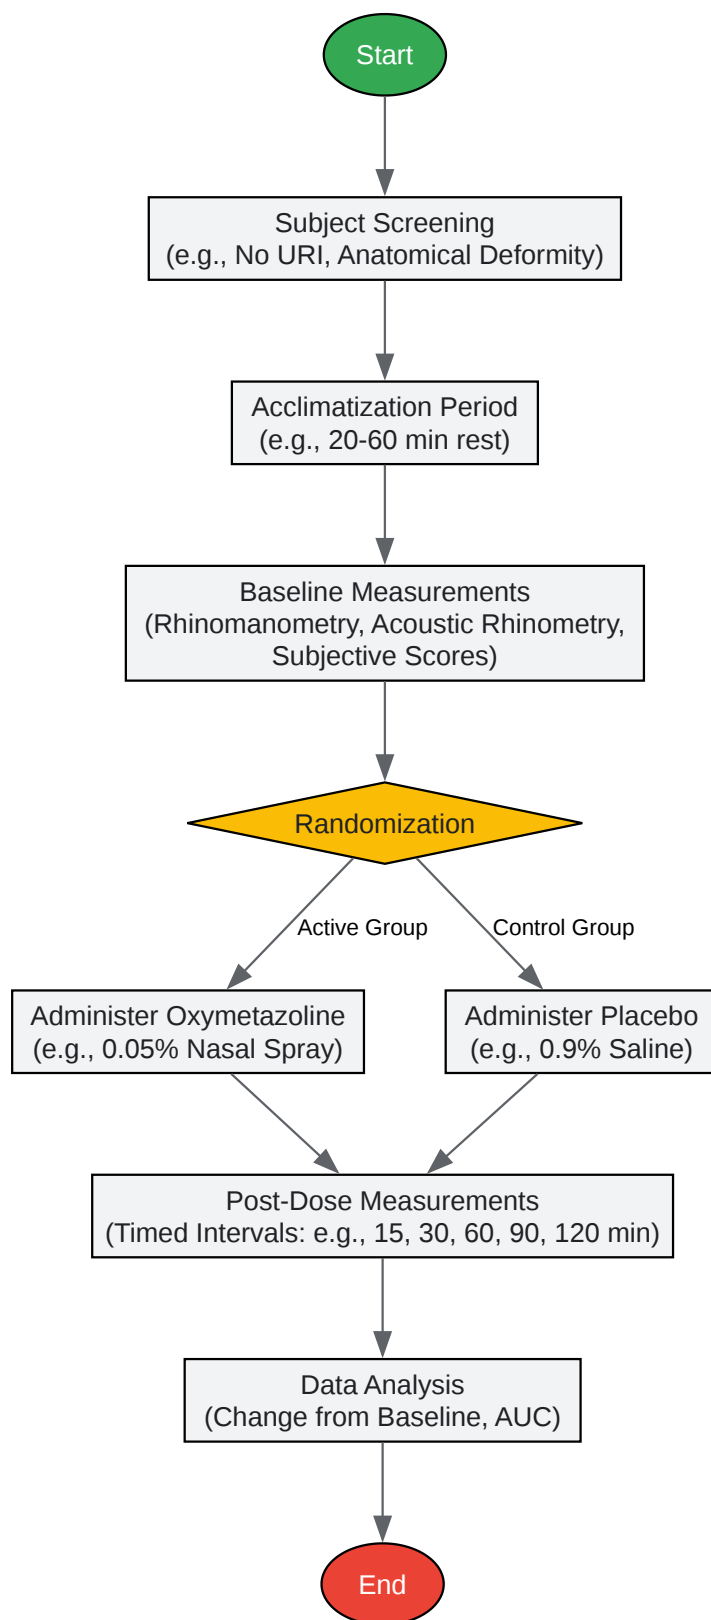 Start
Subject Screening
(e.g., No URI, Anatomical Deformity)
Acclimatization Period
(e.g., 20-60 min rest)
Baseline Measurements
(Rhinomanometry, Acoustic Rhinometry,
Subjective Scores)
Randomization
Active Group
Control Group
Administer Oxymetazoline
(e.g., 0.05% Nasal Spray)
Administer Placebo
(e.g., 0.9% Saline)
Post-Dose Measurements
(Timed Intervals: e.g., 15, 30, 60, 90, 120 min)
Data Analysis
(Change from Baseline, AUC)
End